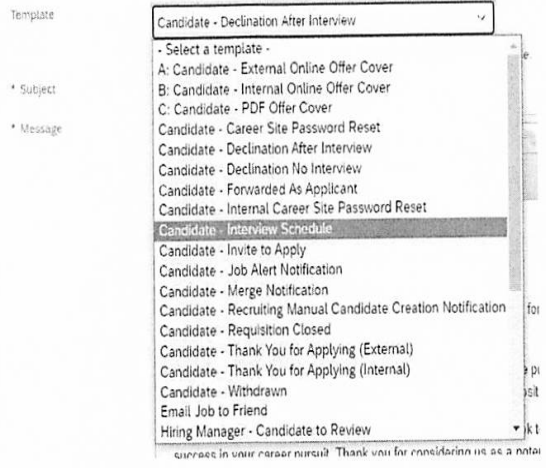 Template
Candidate - Declination After Interview
- Select a template -
A: Candidate - External Online Offer Cover
B: Candidate - Internal Online Offer Cover
* Subject
C: Candidate - PDF Offer Cover
Candidate - Career Site Password Reset
* Message
Candidate - Declination After Interview
Candidate - Declination No Interview
Candidate - Forwarded As Applicant
Candidate - Internal Career Site Password Reset
Candidate - Interview Schedule
Candidate - Invite to Apply
Candidate - Job Alert Notification
Candidate - Merge Notification
Candidate - Recruiting Manual Candidate Creation Notification for
Candidate - Requisition Closed
Candidate - Thank You for Applying (External)
Candidate - Thank You for Applying (Internal)
Candidate - Withdrawn
Email Job to Friend
Hiring Manager - Candidate to Review
success in your career pursuit. Thank you for considering us as a